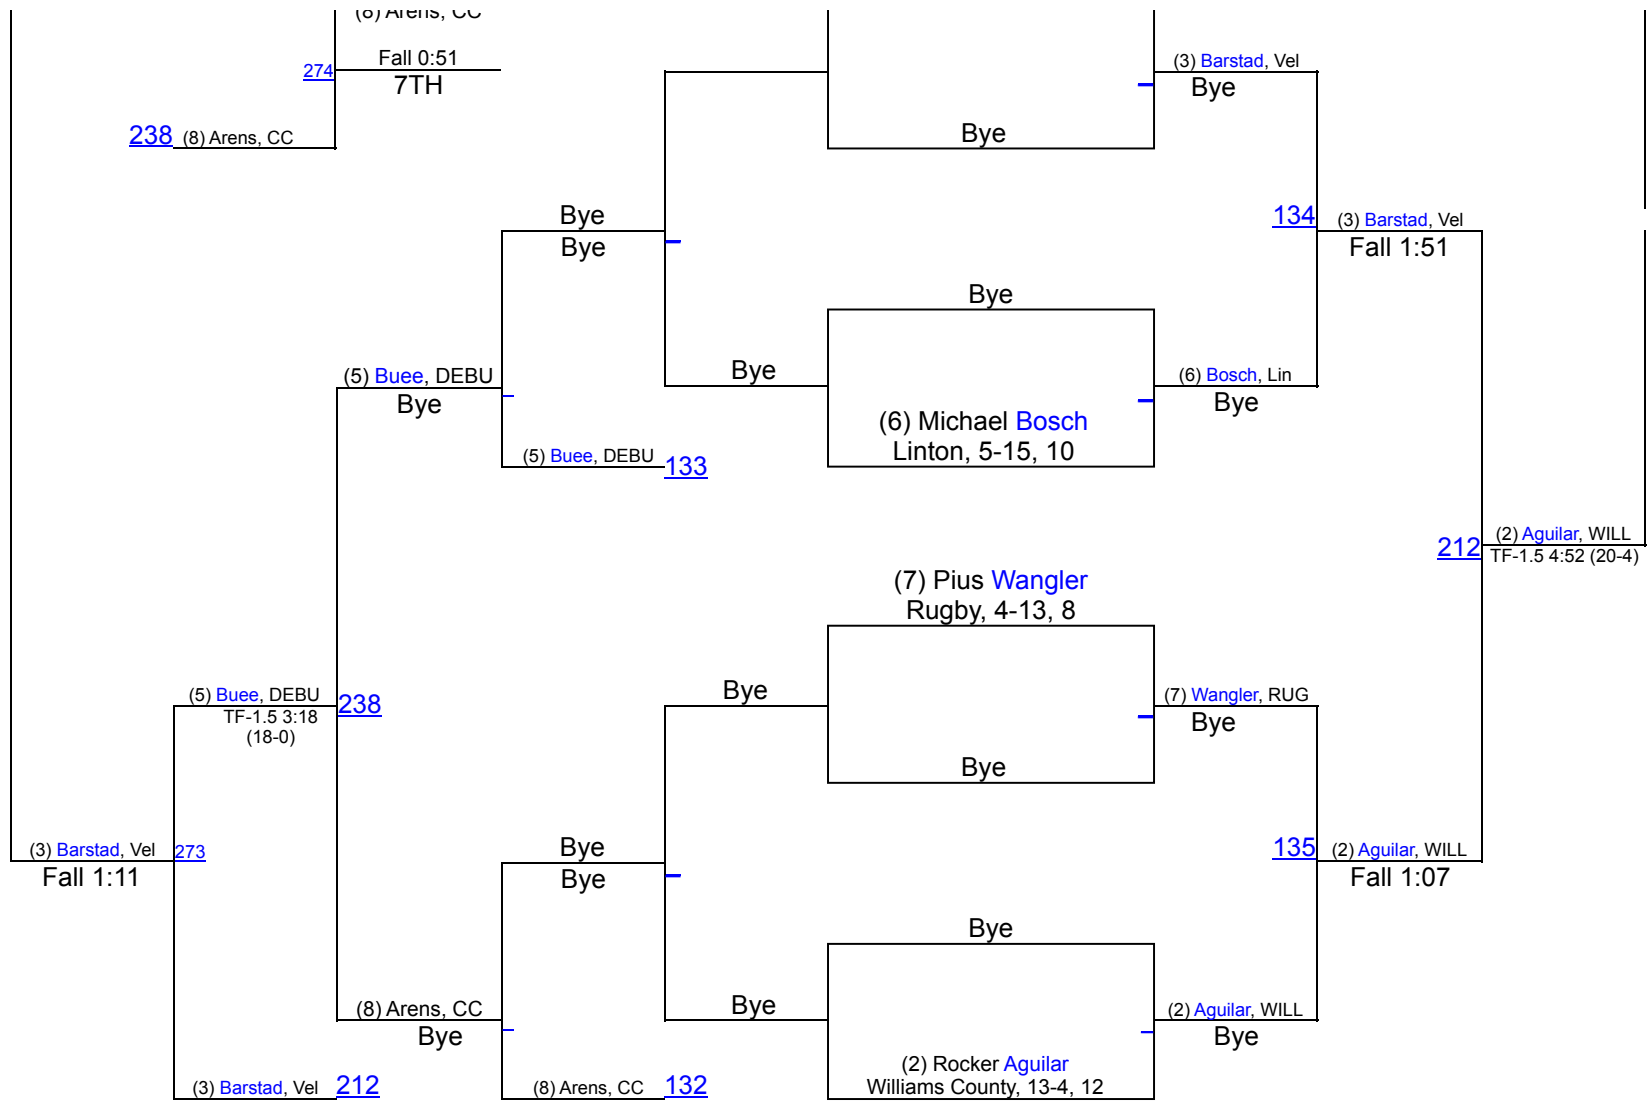 (8) Arens, CC
Fall 0:51
274
7TH
238 (8) Arens, CC
(3) Barstad, Vel
Bye
Bye
Bye
Bye
134
(3) Barstad, Vel
Fall 1:51
Bye
Bye
(5) Buee, DEBU
Bye
(6) Bosch, Lin
Bye
(6) Michael Bosch
Linton, 5-15, 10
(5) Buee, DEBU 133
212
(2) Aguilar, WILL
TF-1.5 4:52 (20-4)
(7) Pius Wangler
Rugby, 4-13, 8
(5) Buee, DEBU
TF-1.5 3:18
(18-0)
238
Bye
(7) Wangler, RUG
Bye
Bye
(3) Barstad, Vel 273
Fall 1:11
Bye
Bye
135
(2) Aguilar, WILL
Fall 1:07
Bye
(8) Arens, CC
Bye
Bye
(2) Aguilar, WILL
Bye
(2) Rocker Aguilar
Williams County, 13-4, 12
(3) Barstad, Vel 212
(8) Arens, CC 132